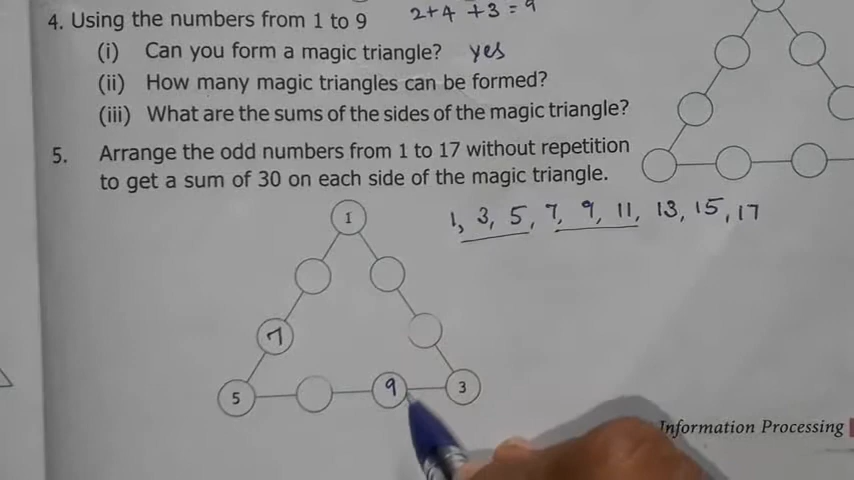 2+4 +3 = 9
4. Using the numbers from 1 to 9
(i) Can you form a magic triangle? yes
(ii) How many magic triangles can be formed?
(iii) What are the sums of the sides of the magic triangle?
5. Arrange the odd numbers from 1 to 17 without repetition
to get a sum of 30 on each side of the magic triangle.
1, 3, 5, 7, 9, 11, 13, 15, 17
1
7
5 9 3
Information Processing